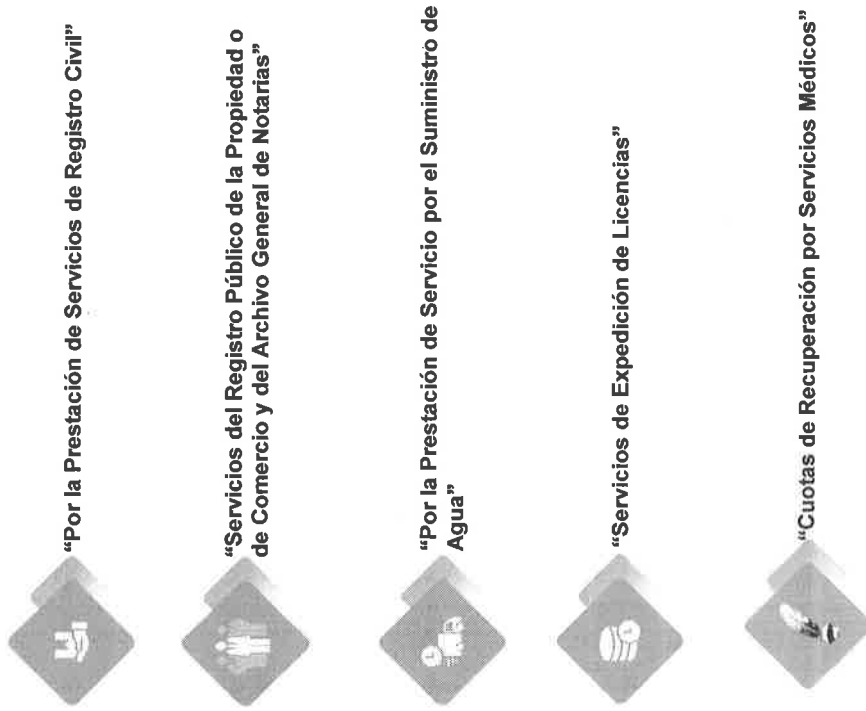 “Por la Prestación de Servicios de Registro Civil”
“Servicios del Registro Público de la Propiedad o
de Comercio y del Archivo General de Notarias”
“Por la Prestación de Servicio por el Suministro de
Agua”
“Servicios de Expedición de Licencias”
“Cuotas de Recuperación por Servicios Médicos”